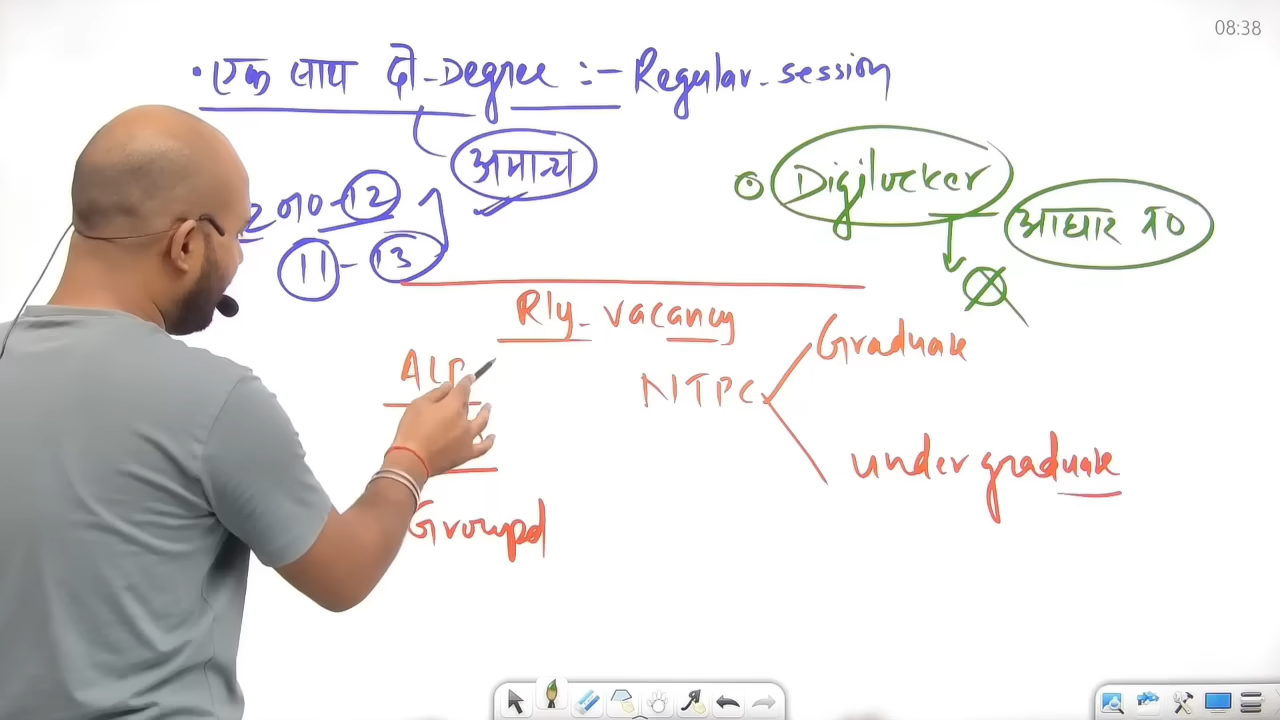 08:38
• एक साथ दो-Degree :- Regular-session
अमान्य
Digilocker
आधार न०
12
11 - 13
Rly-vacancy
Graduate
ALP
NTPC
undergraduate
Groupd